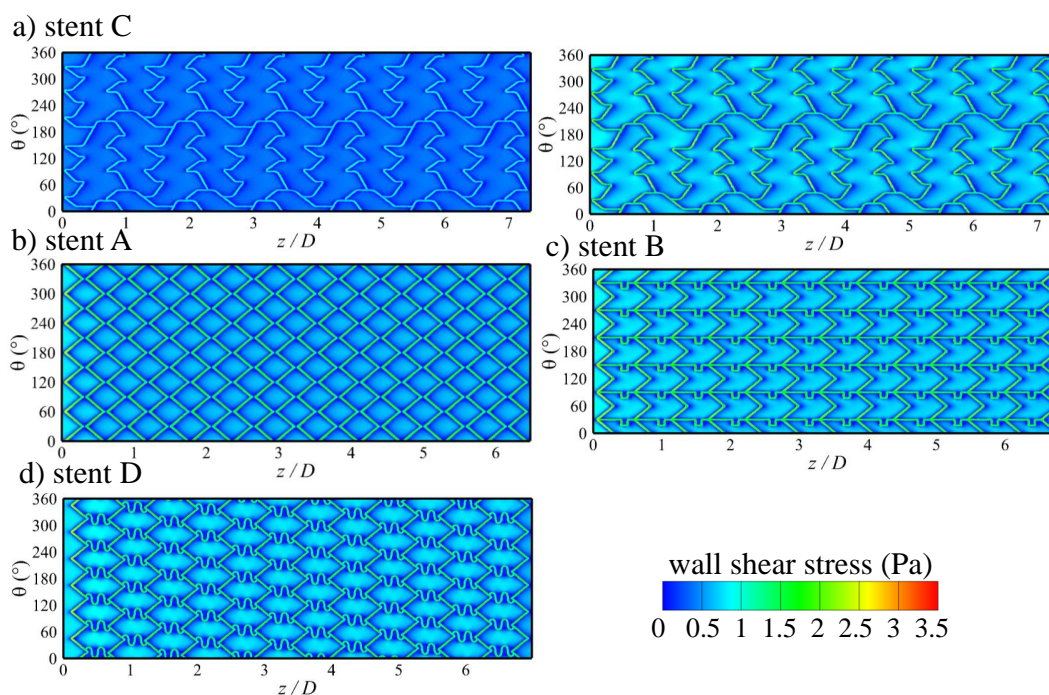 a) stent C
360
300
240
180
120
60
0
θ (°)
0 1 2 3 4 5 6 7
z / D
360
300
240
180
120
60
0
θ (°)
0 1 2 3 4 5 6 7
z / D
b) stent A
360
300
240
180
120
60
0
θ (°)
0 1 2 3 4 5 6
z / D
c) stent B
360
300
240
180
120
60
0
θ (°)
0 1 2 3 4 5 6
z / D
d) stent D
360
300
240
180
120
60
0
θ (°)
0 1 2 3 4 5 6
z / D
wall shear stress (Pa)
0 0.5 1 1.5 2 2.5 3 3.5